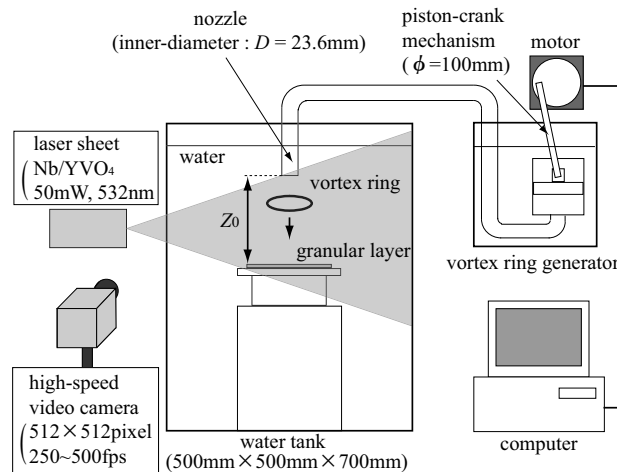 nozzle
(inner-diameter : D = 23.6mm)
piston-crank
mechanism
( ϕ =100mm)
motor
laser sheet
Nb/YVO4
50mW, 532nm
water
vortex ring
Z0
granular layer
vortex ring generator
high-speed
video camera
512×512pixel
250~500fps
water tank
(500mm×500mm×700mm)
computer